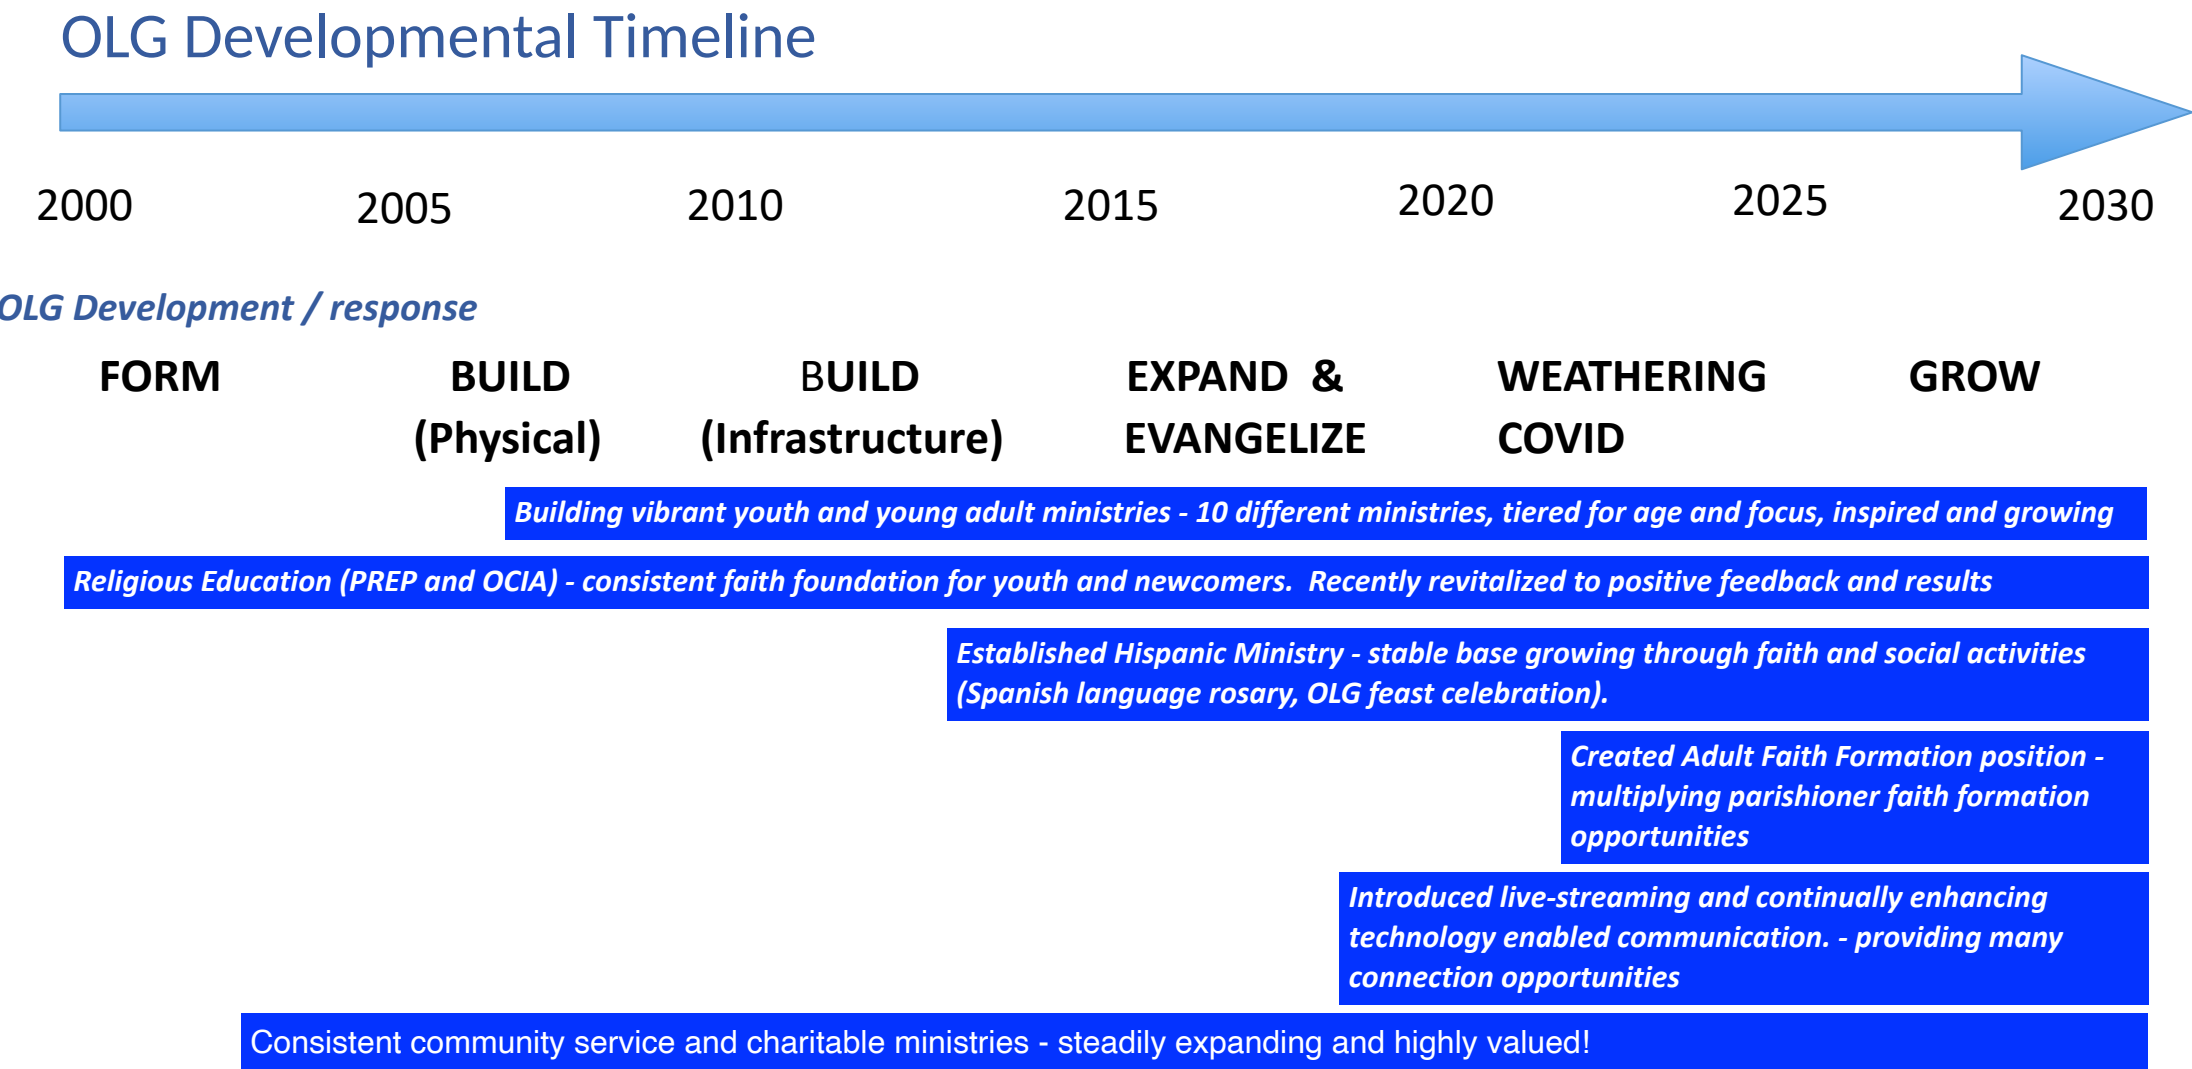 OLG Developmental Timeline
2000 2005 2010 2015 2020 2025 2030
OLG Development / response
FORM BUILD BUILD EXPAND & WEATHERING GROW
(Physical) (Infrastructure) EVANGELIZE COVID
Building vibrant youth and young adult ministries - 10 different ministries, tiered for age and focus, inspired and growing
Religious Education (PREP and OCIA) - consistent faith foundation for youth and newcomers. Recently revitalized to positive feedback and results
Established Hispanic Ministry - stable base growing through faith and social activities
(Spanish language rosary, OLG feast celebration).
Created Adult Faith Formation position -
multiplying parishioner faith formation
opportunities
Introduced live-streaming and continually enhancing
technology enabled communication. - providing many
connection opportunities
Consistent community service and charitable ministries - steadily expanding and highly valued!